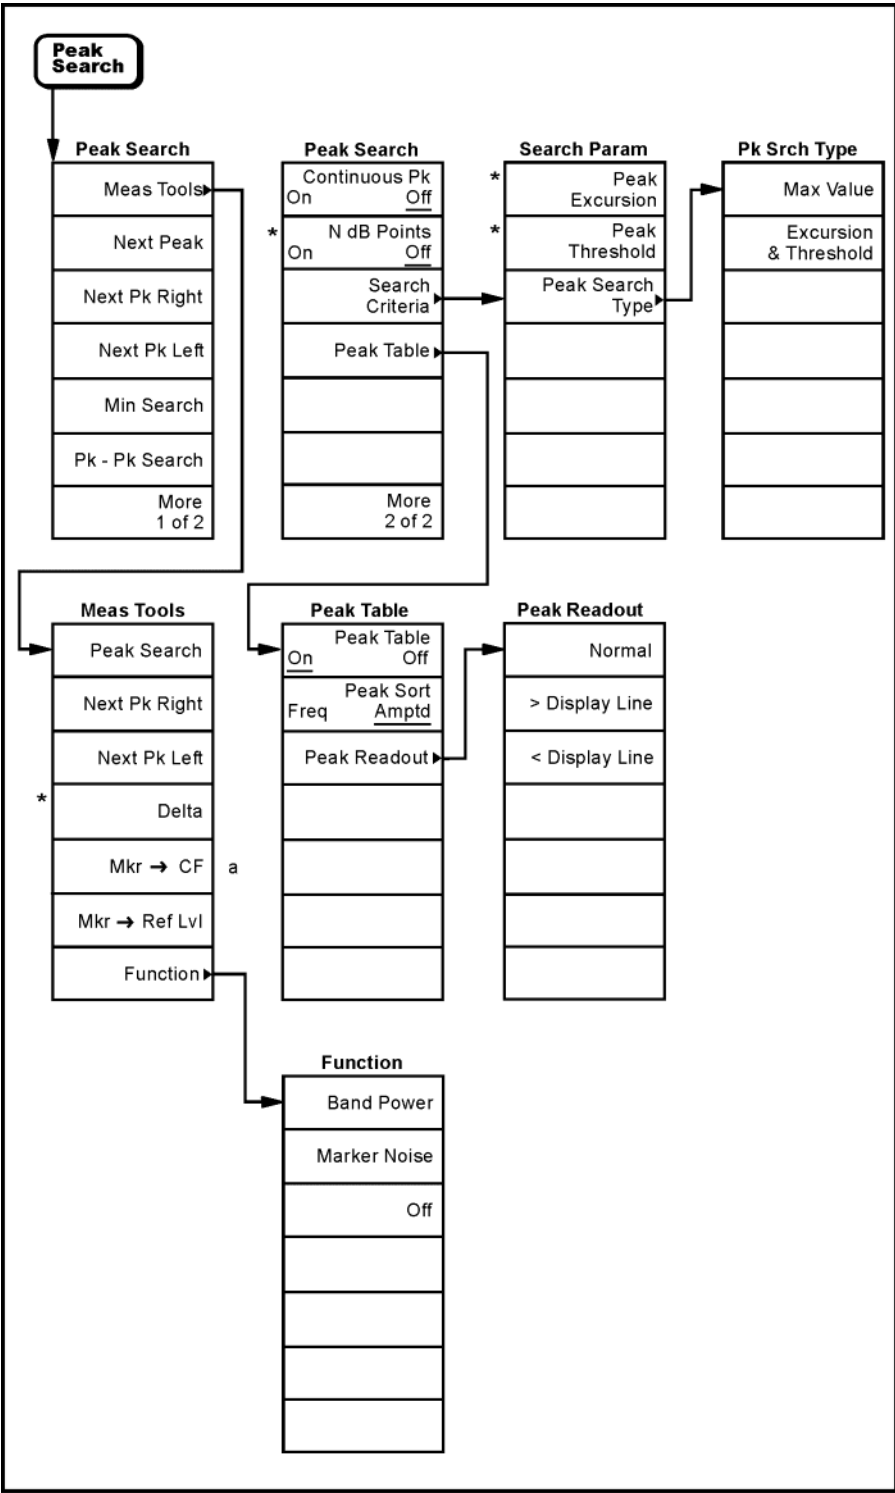 Peak
Search
Peak Search
Meas Tools
Next Peak
Next Pk Right
Next Pk Left
Min Search
Pk - Pk Search
More
1 of 2
Peak Search
Continuous Pk
On Off
* N dB Points
On Off
Search
Criteria
Peak Table
More
2 of 2
Search Param
* Peak
Excursion
* Peak
Threshold
Peak Search
Type
Pk Srch Type
Max Value
Excursion
& Threshold
Meas Tools
Peak Search
Next Pk Right
Next Pk Left
* Delta
Mkr → CF a
Mkr → Ref Lvl
Function
Peak Table
Peak Table
On Off
Peak Sort
Freq Amptd
Peak Readout
Peak Readout
Normal
> Display Line
< Display Line
Function
Band Power
Marker Noise
Off